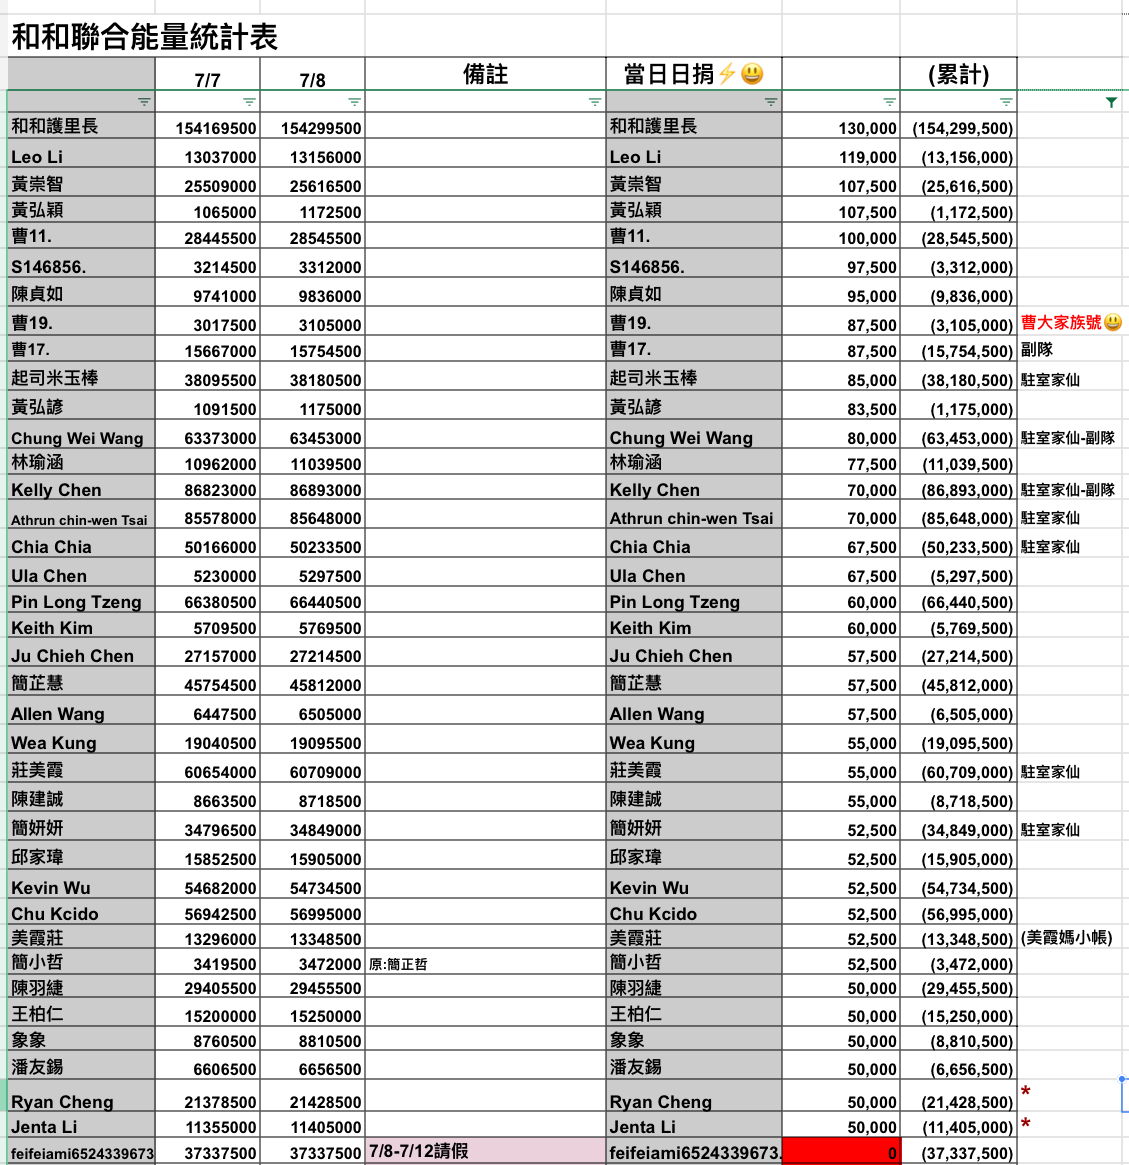 和和聯合能量統計表
7/7 7/8 備註 當日日捐⚡😃 (累計)
和和護里長 154169500 154299500 和和護里長 130,000 (154,299,500)
Leo Li 13037000 13156000 Leo Li 119,000 (13,156,000)
黃崇智 25509000 25616500 黃崇智 107,500 (25,616,500)
黃弘穎 1065000 1172500 黃弘穎 107,500 (1,172,500)
曹11. 28445500 28545500 曹11. 100,000 (28,545,500)
S146856. 3214500 3312000 S146856. 97,500 (3,312,000)
陳貞如 9741000 9836000 陳貞如 95,000 (9,836,000)
曹19. 3017500 3105000 曹19. 87,500 (3,105,000) 曹大家族號😃
曹17. 15667000 15754500 曹17. 87,500 (15,754,500) 副隊
起司米玉棒 38095500 38180500 起司米玉棒 85,000 (38,180,500) 駐室家仙
黃弘諺 1091500 1175000 黃弘諺 83,500 (1,175,000)
Chung Wei Wang 63373000 63453000 Chung Wei Wang 80,000 (63,453,000) 駐室家仙-副隊
林瑜涵 10962000 11039500 林瑜涵 77,500 (11,039,500)
Kelly Chen 86823000 86893000 Kelly Chen 70,000 (86,893,000) 駐室家仙-副隊
Athrun chin-wen Tsai 85578000 85648000 Athrun chin-wen Tsai 70,000 (85,648,000) 駐室家仙
Chia Chia 50166000 50233500 Chia Chia 67,500 (50,233,500) 駐室家仙
Ula Chen 5230000 5297500 Ula Chen 67,500 (5,297,500)
Pin Long Tzeng 66380500 66440500 Pin Long Tzeng 60,000 (66,440,500)
Keith Kim 5709500 5769500 Keith Kim 60,000 (5,769,500)
Ju Chieh Chen 27157000 27214500 Ju Chieh Chen 57,500 (27,214,500)
簡芷慧 45754500 45812000 簡芷慧 57,500 (45,812,000)
Allen Wang 6447500 6505000 Allen Wang 57,500 (6,505,000)
Wea Kung 19040500 19095500 Wea Kung 55,000 (19,095,500)
莊美霞 60654000 60709000 莊美霞 55,000 (60,709,000) 駐室家仙
陳建誠 8663500 8718500 陳建誠 55,000 (8,718,500)
簡妍妍 34796500 34849000 簡妍妍 52,500 (34,849,000) 駐室家仙
邱家瑋 15852500 15905000 邱家瑋 52,500 (15,905,000)
Kevin Wu 54682000 54734500 Kevin Wu 52,500 (54,734,500)
Chu Kcido 56942500 56995000 Chu Kcido 52,500 (56,995,000)
美霞莊 13296000 13348500 美霞莊 52,500 (13,348,500) (美霞媽小帳)
簡小哲 3419500 3472000 原:簡正哲 簡小哲 52,500 (3,472,000)
陳羽緁 29405500 29455500 陳羽緁 50,000 (29,455,500)
王柏仁 15200000 15250000 王柏仁 50,000 (15,250,000)
象象 8760500 8810500 象象 50,000 (8,810,500)
潘友錫 6606500 6656500 潘友錫 50,000 (6,656,500)
Ryan Cheng 21378500 21428500 Ryan Cheng 50,000 (21,428,500) *
Jenta Li 11355000 11405000 Jenta Li 50,000 (11,405,000) *
feifeiami6524339673 37337500 37337500 7/8-7/12請假 feifeiami6524339673. 0 (37,337,500)